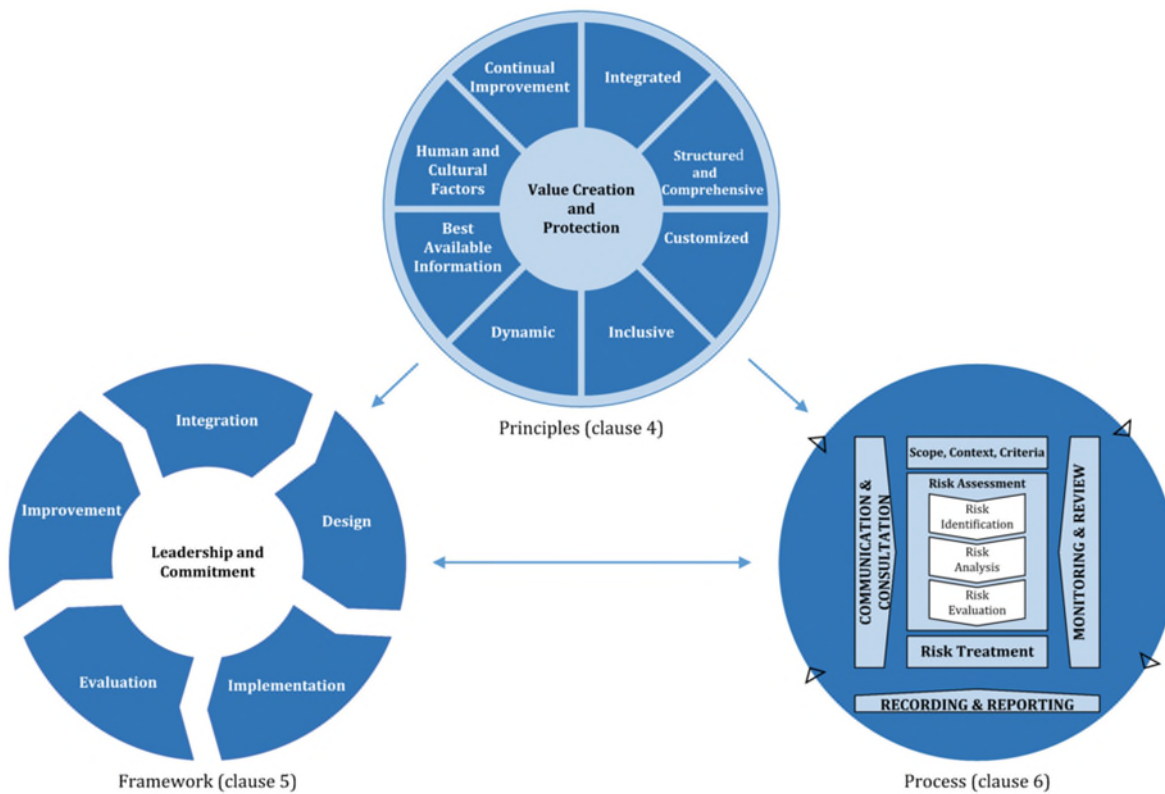 Continual
Improvement
Integrated
Human and
Cultural
Factors
Structured
and
Comprehensive
Value Creation
and
Protection
Best
Available
Information
Customized
Dynamic
Inclusive
Principles (clause 4)
Integration
Improvement
Design
Leadership and
Commitment
Evaluation
Implementation
Framework (clause 5)
Scope, Context, Criteria
Risk Assessment
Risk
Identification
Risk
Analysis
Risk
Evaluation
Risk Treatment
COMMUNICATION &
CONSULTATION
MONITORING & REVIEW
RECORDING & REPORTING
Process (clause 6)